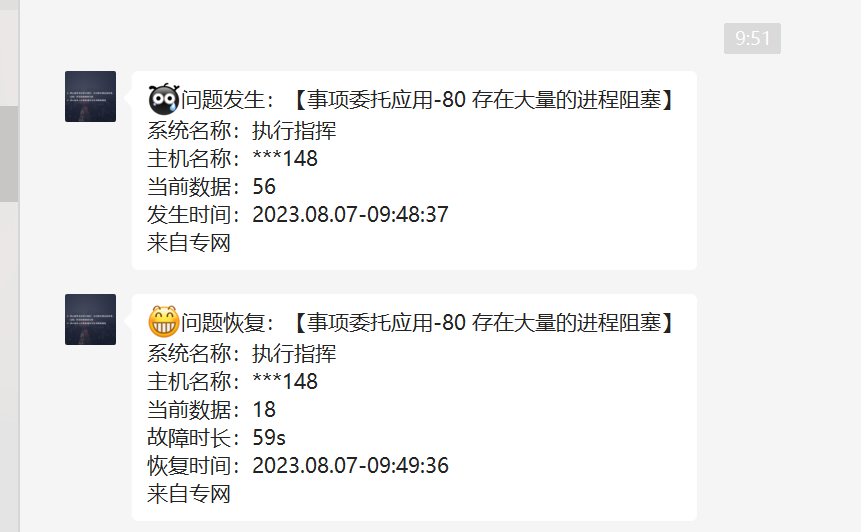 9:51
问题发生：【事项委托应用-80 存在大量的进程阻塞】
系统名称：执行指挥
主机名称：***148
当前数据：56
发生时间：2023.08.07-09:48:37
来自专网
问题恢复：【事项委托应用-80 存在大量的进程阻塞】
系统名称：执行指挥
主机名称：***148
当前数据：18
故障时长：59s
恢复时间：2023.08.07-09:49:36
来自专网